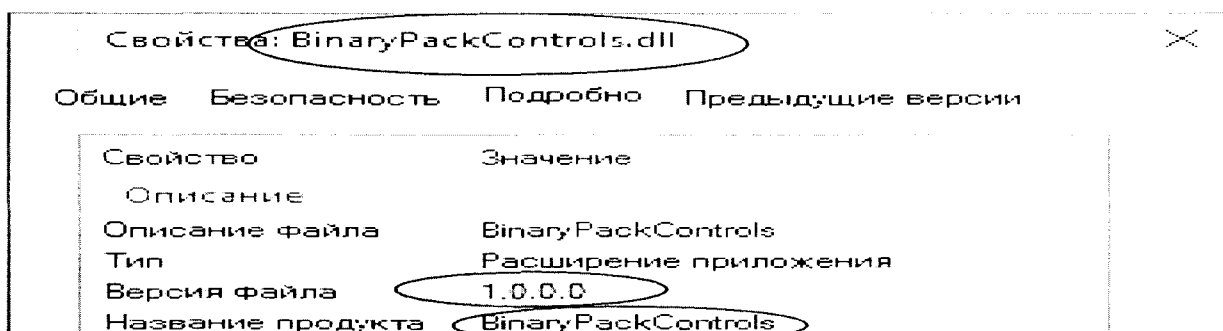 Свойства: BinaryPackControls.dll
Общие Безопасность Подробно Предыдущие версии
Свойство Значение
Описание
Описание файла BinaryPackControls
Тип Расширение приложения
Версия файла 1.0.0.0
Название продукта BinaryPackControls